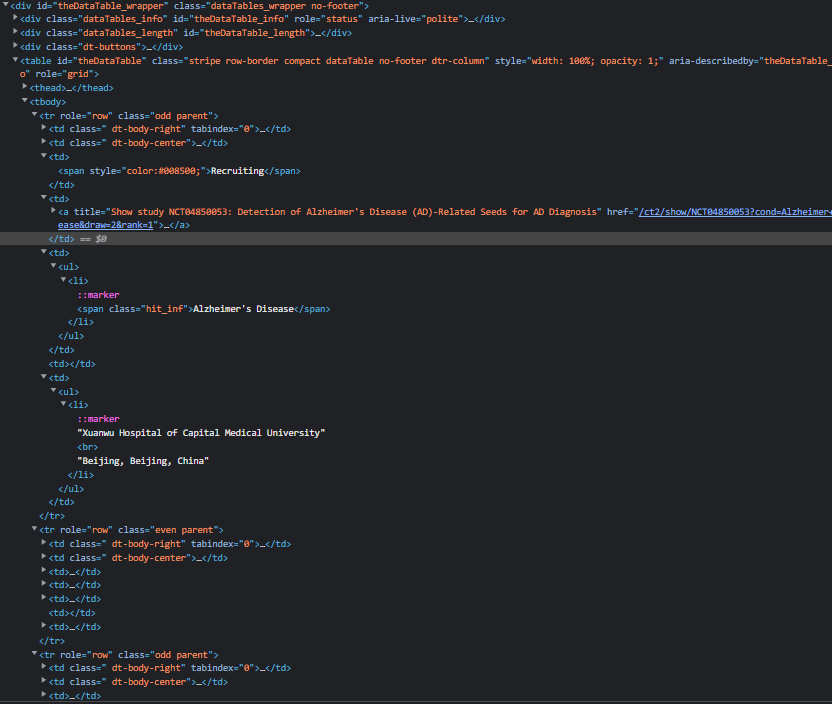 <div id="theDataTable_wrapper" class="dataTables_wrapper no-footer">
<div class="dataTables_info" id="theDataTable_info" role="status" aria-live="polite">…</div>
<div class="dataTables_length" id="theDataTable_length">…</div>
<div class="dt-buttons">…</div>
<table id="theDataTable" class="stripe row-border compact dataTable no-footer dtr-column" style="width: 100%; opacity: 1;" aria-describedby="theDataTable_
o" role="grid">
<thead>…</thead>
<tbody>
<tr role="row" class="odd parent">
<td class=" dt-body-right" tabindex="0">…</td>
<td class=" dt-body-center">…</td>
<td>
<span style="color:#008500;">Recruiting</span>
</td>
<td>
<a title="Show study NCT04850053: Detection of Alzheimer's Disease (AD)-Related Seeds for AD Diagnosis" href="/ct2/show/NCT04850053?cond=Alzheimer+
ease&draw=2&rank=1">…</a>
</td> == $0
<td>
<ul>
<li>
::marker
<span class="hit_inf">Alzheimer's Disease</span>
</li>
</ul>
</td>
<td></td>
<td>
<ul>
<li>
::marker
"Xuanwu Hospital of Capital Medical University"
<br>
"Beijing, Beijing, China"
</li>
</ul>
</td>
</tr>
<tr role="row" class="even parent">
<td class=" dt-body-right" tabindex="0">…</td>
<td class=" dt-body-center">…</td>
<td>…</td>
<td>…</td>
<td>…</td>
<td></td>
<td>…</td>
</tr>
<tr role="row" class="odd parent">
<td class=" dt-body-right" tabindex="0">…</td>
<td class=" dt-body-center">…</td>
<td>…</td>